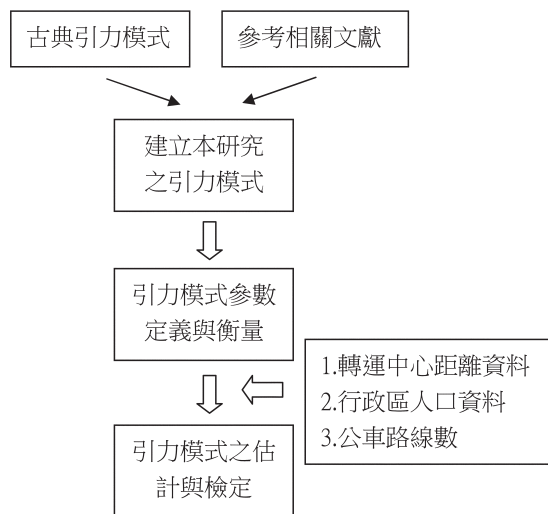 古典引力模式
參考相關文獻
建立本研究
之引力模式
引力模式參數
定義與衡量
1.轉運中心距離資料
2.行政區人口資料
3.公車路線數
引力模式之估
計與檢定